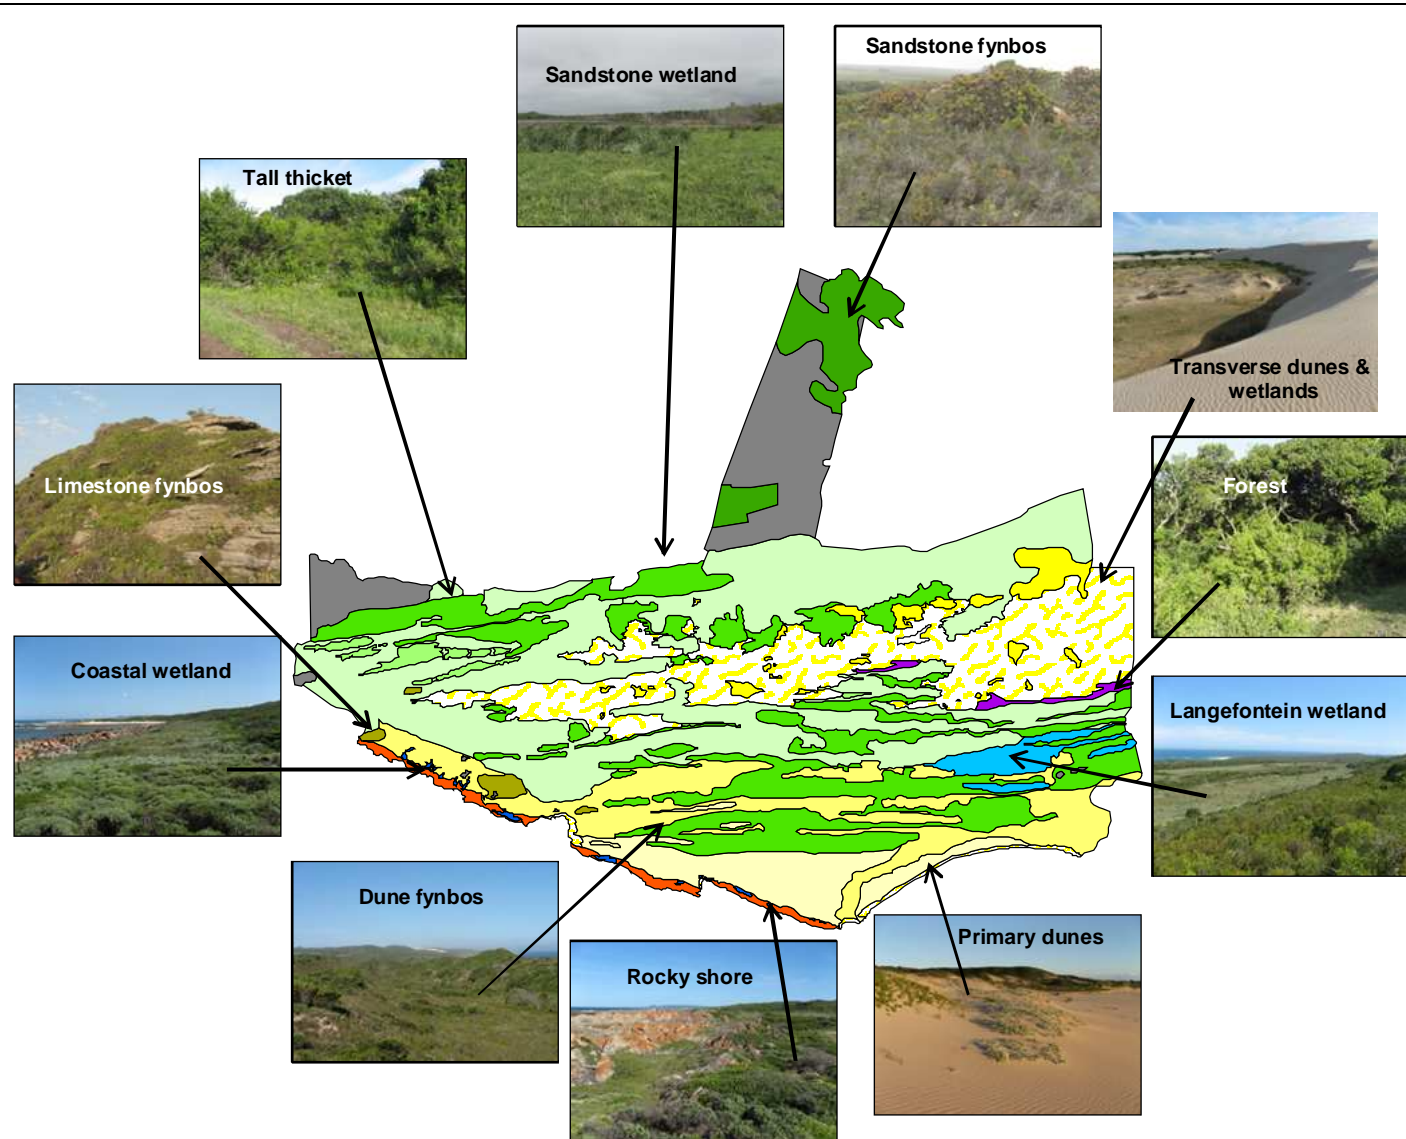 Sandstone fynbos
Sandstone wetland
Tall thicket
Transverse dunes &
wetlands
Limestone fynbos
Forest
Coastal wetland
Langefontein wetland
Dune fynbos
Primary dunes
Rocky shore